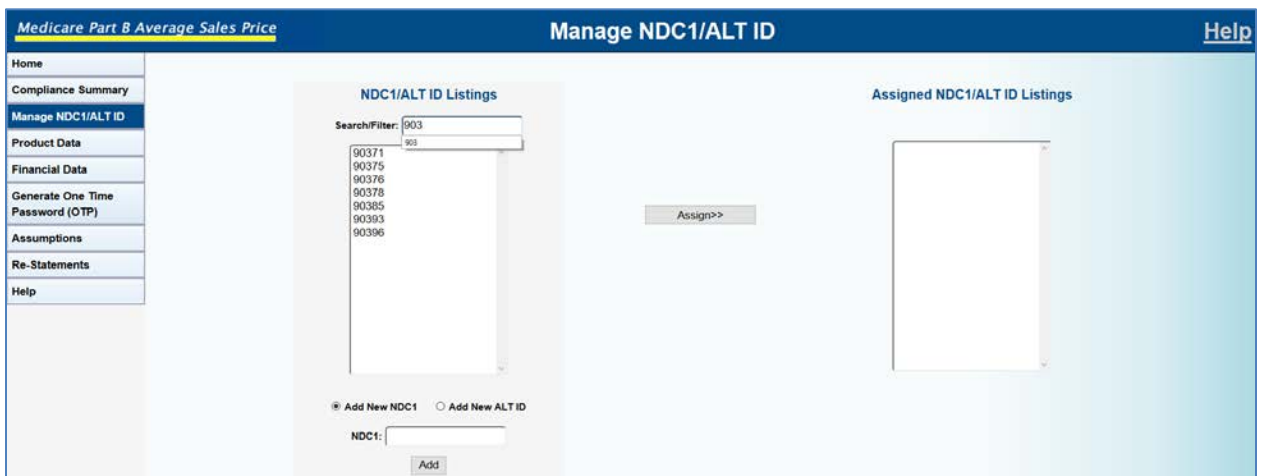 Medicare Part B Average Sales Price
Manage NDC1/ALT ID
Help
Home
Compliance Summary
Manage NDC1/ALT ID
Product Data
Financial Data
Generate One Time
Password (OTP)
Assumptions
Re-Statements
Help
NDC1/ALT ID Listings
Search/Filter: 903
903
90371
90375
90376
90378
90385
90393
90396
Add New NDC1 Add New ALT ID
NDC1:
Add
Assign>>
Assigned NDC1/ALT ID Listings